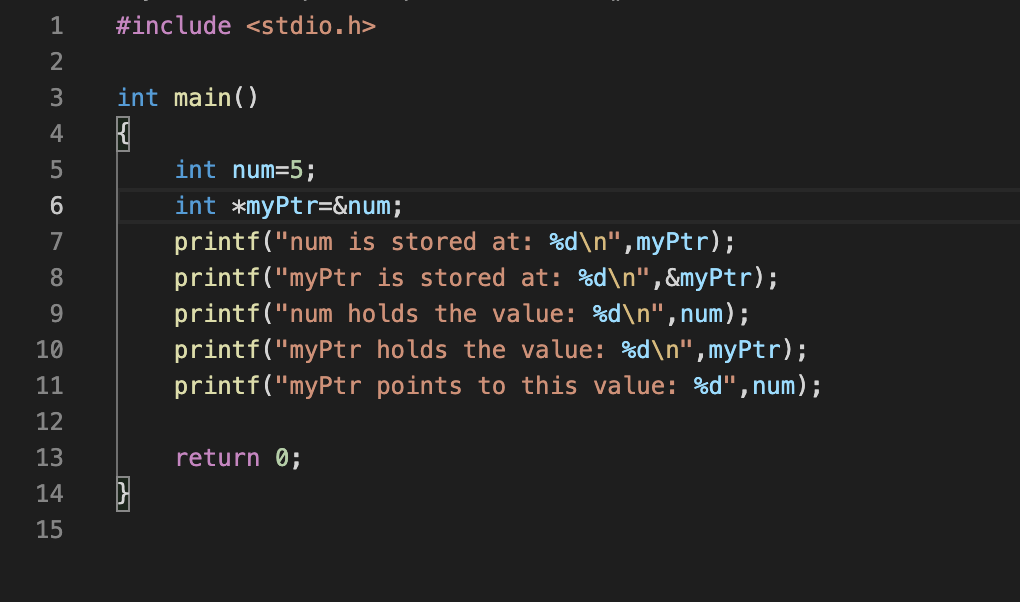 1 #include <stdio.h>
2
3 int main()
4 {
5     int num=5;
6     int *myPtr=&num;
7     printf("num is stored at: %d\n",myPtr);
8     printf("myPtr is stored at: %d\n",&myPtr);
9     printf("num holds the value: %d\n",num);
10     printf("myPtr holds the value: %d\n",myPtr);
11     printf("myPtr points to this value: %d",num);
12
13     return 0;
14 }
15